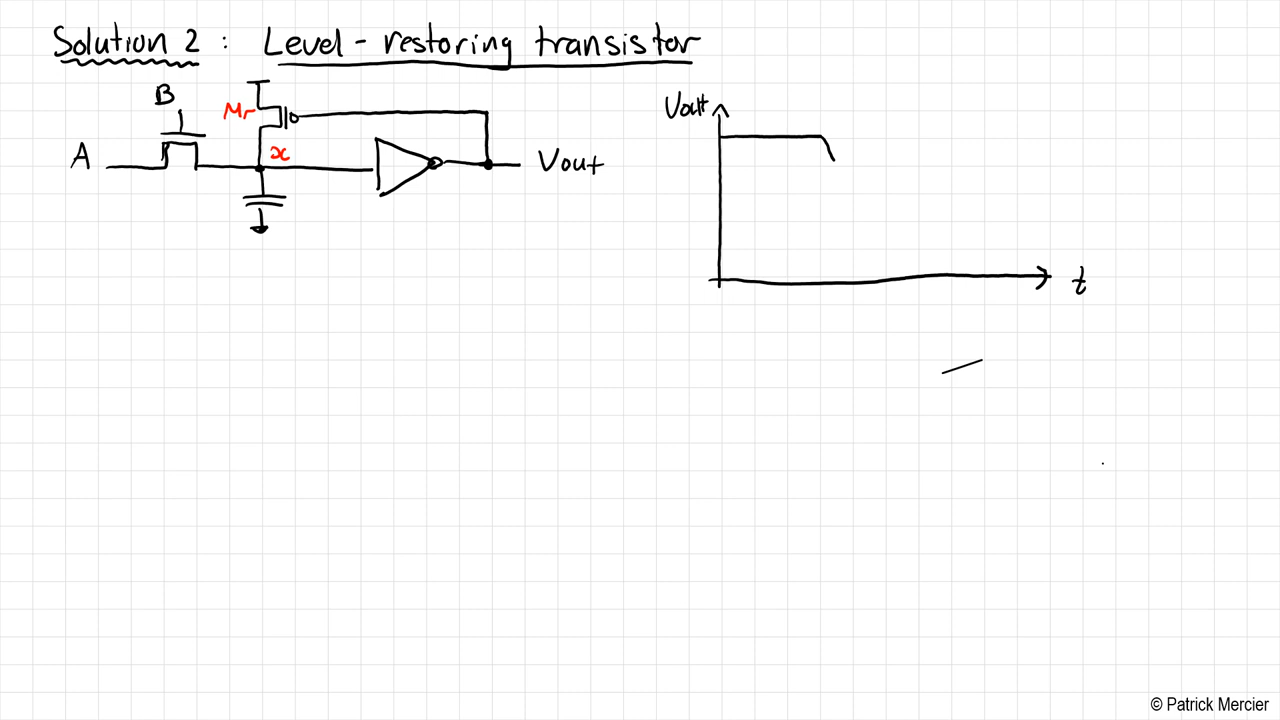 Solution 2 : Level-restoring transistor
B
Mr
A
x
Vout
Vout
t
© Patrick Mercier